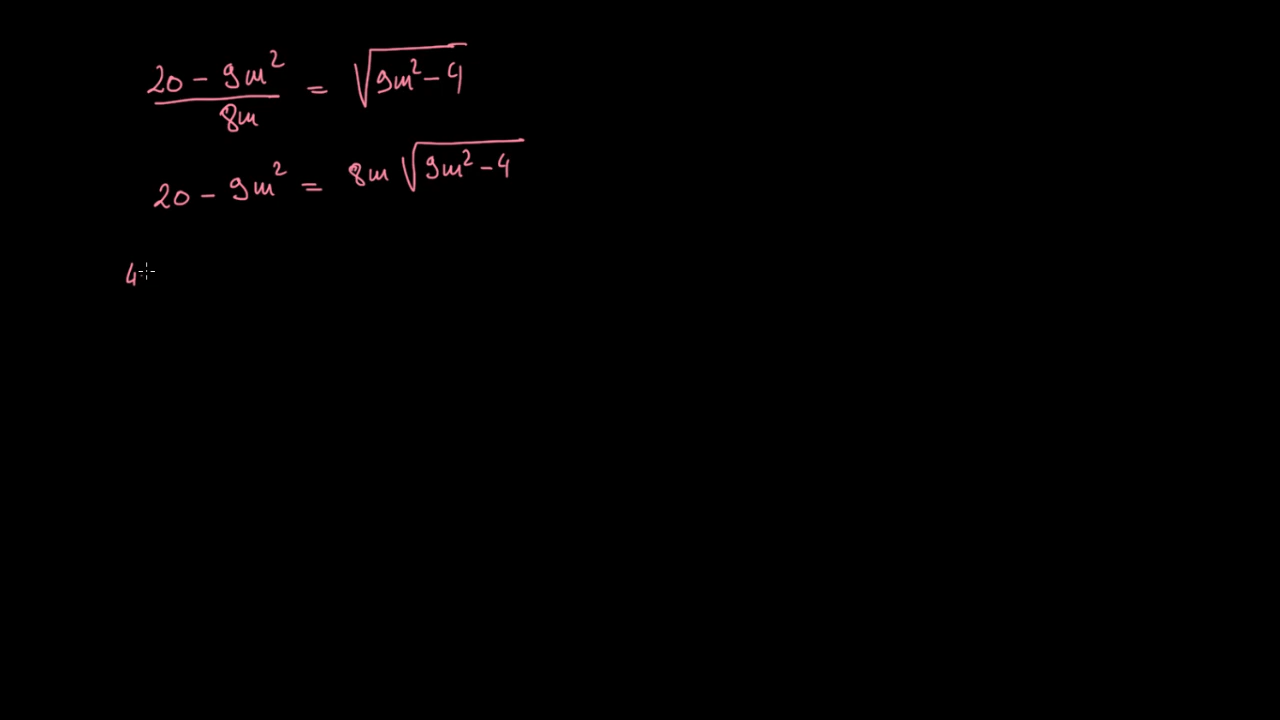 (20 - 9m²)/(8m) = √(9m² - 4)
20 - 9m² = 8m √(9m² - 4)
4